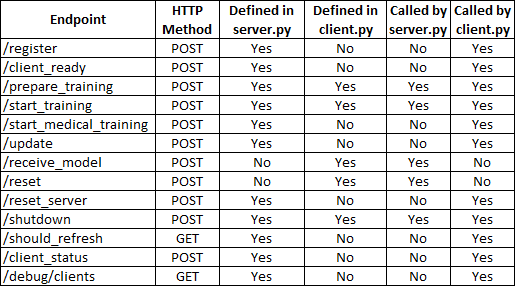 Endpoint HTTP Method Defined in server.py Defined in client.py Called by server.py Called by client.py
/register POST Yes No No Yes
/client_ready POST Yes No No Yes
/prepare_training POST Yes Yes Yes Yes
/start_training POST Yes Yes Yes Yes
/start_medical_training POST Yes No No Yes
/update POST Yes No No Yes
/receive_model POST No Yes Yes No
/reset POST No Yes Yes No
/reset_server POST Yes No No Yes
/shutdown POST Yes Yes Yes Yes
/should_refresh GET Yes No No Yes
/client_status POST Yes No No Yes
/debug/clients GET Yes No No Yes